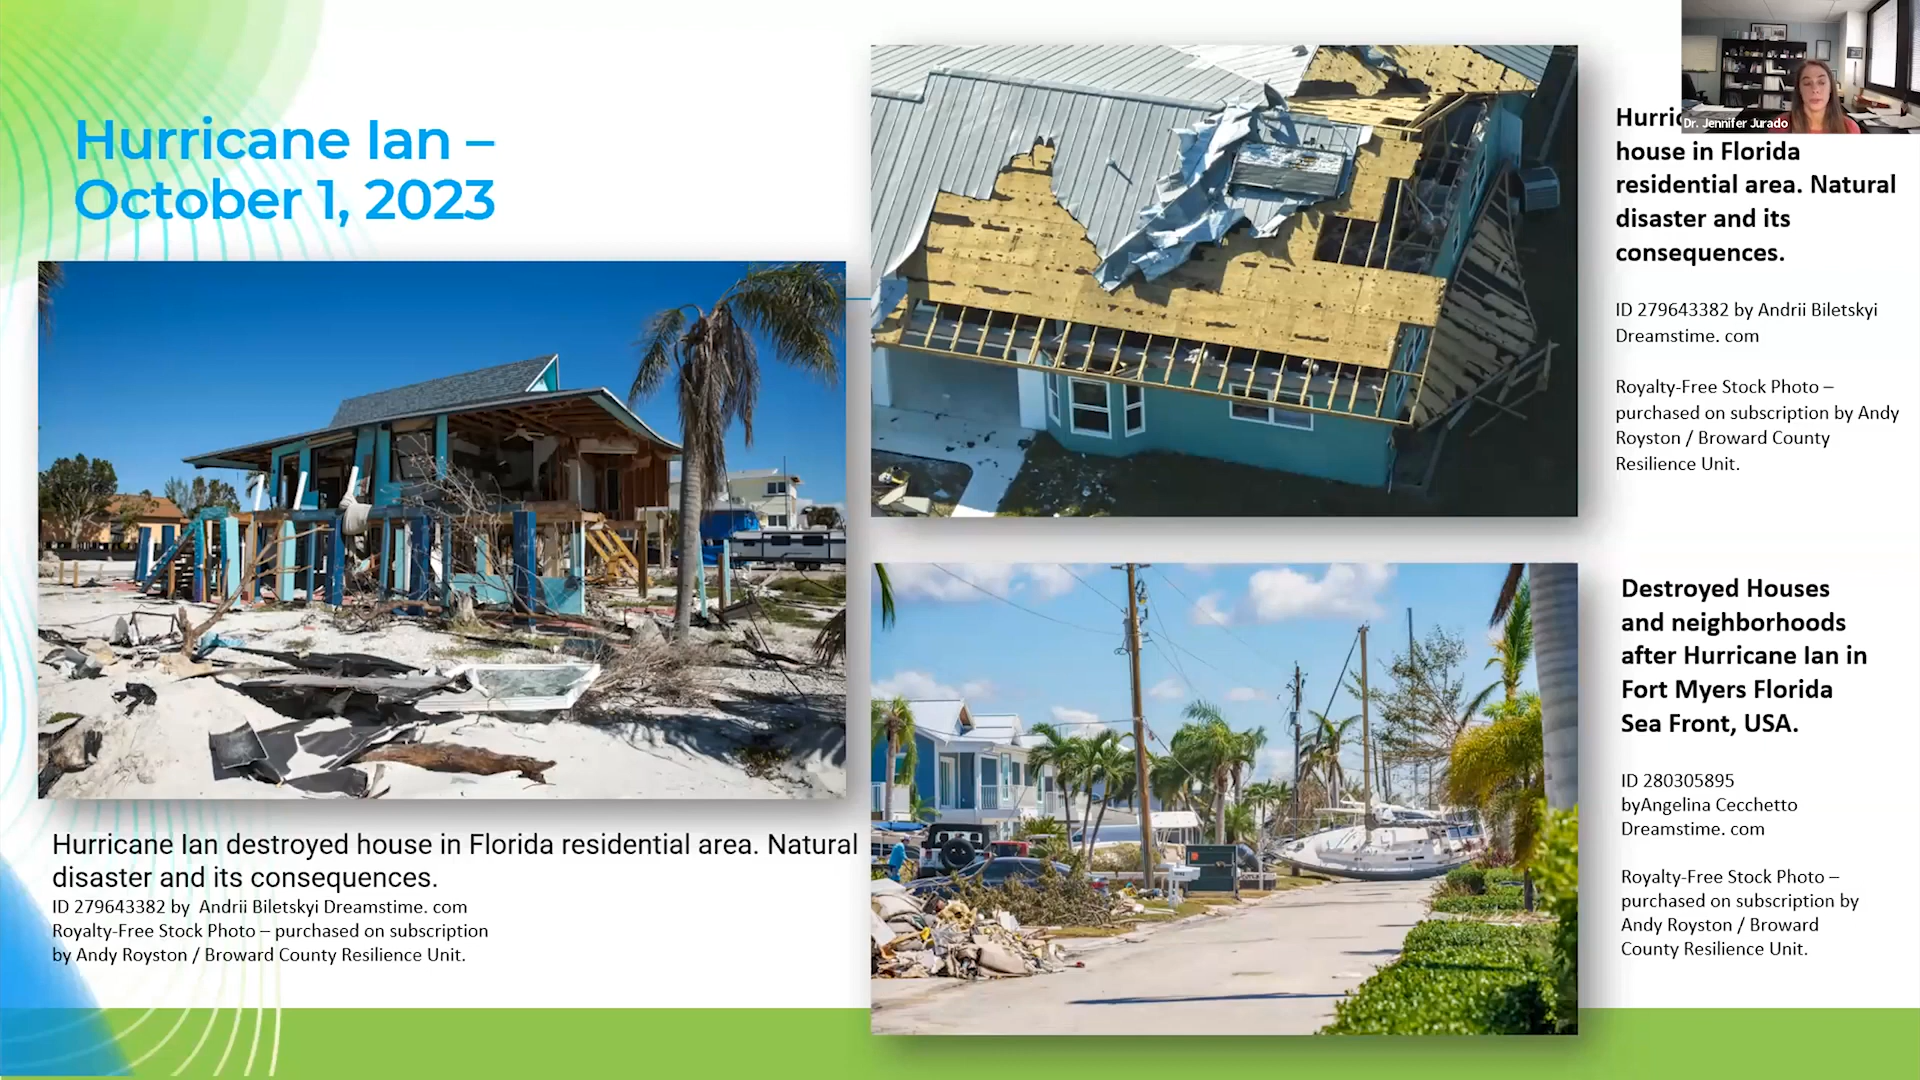 Hurricane Ian –
October 1, 2023
Hurricane Ian destroyed house in Florida residential area. Natural
disaster and its consequences.
ID 279643382 by Andrii Biletskyi Dreamstime. com
Royalty-Free Stock Photo – purchased on subscription
by Andy Royston / Broward County Resilience Unit.
Dr. Jennifer Jurado
house in Florida
residential area. Natural
disaster and its
consequences.
ID 279643382 by Andrii Biletskyi
Dreamstime. com
Royalty-Free Stock Photo –
purchased on subscription by Andy
Royston / Broward County
Resilience Unit.
Destroyed Houses
and neighborhoods
after Hurricane Ian in
Fort Myers Florida
Sea Front, USA.
ID 280305895
byAngelina Cecchetto
Dreamstime. com
Royalty-Free Stock Photo –
purchased on subscription by
Andy Royston / Broward
County Resilience Unit.